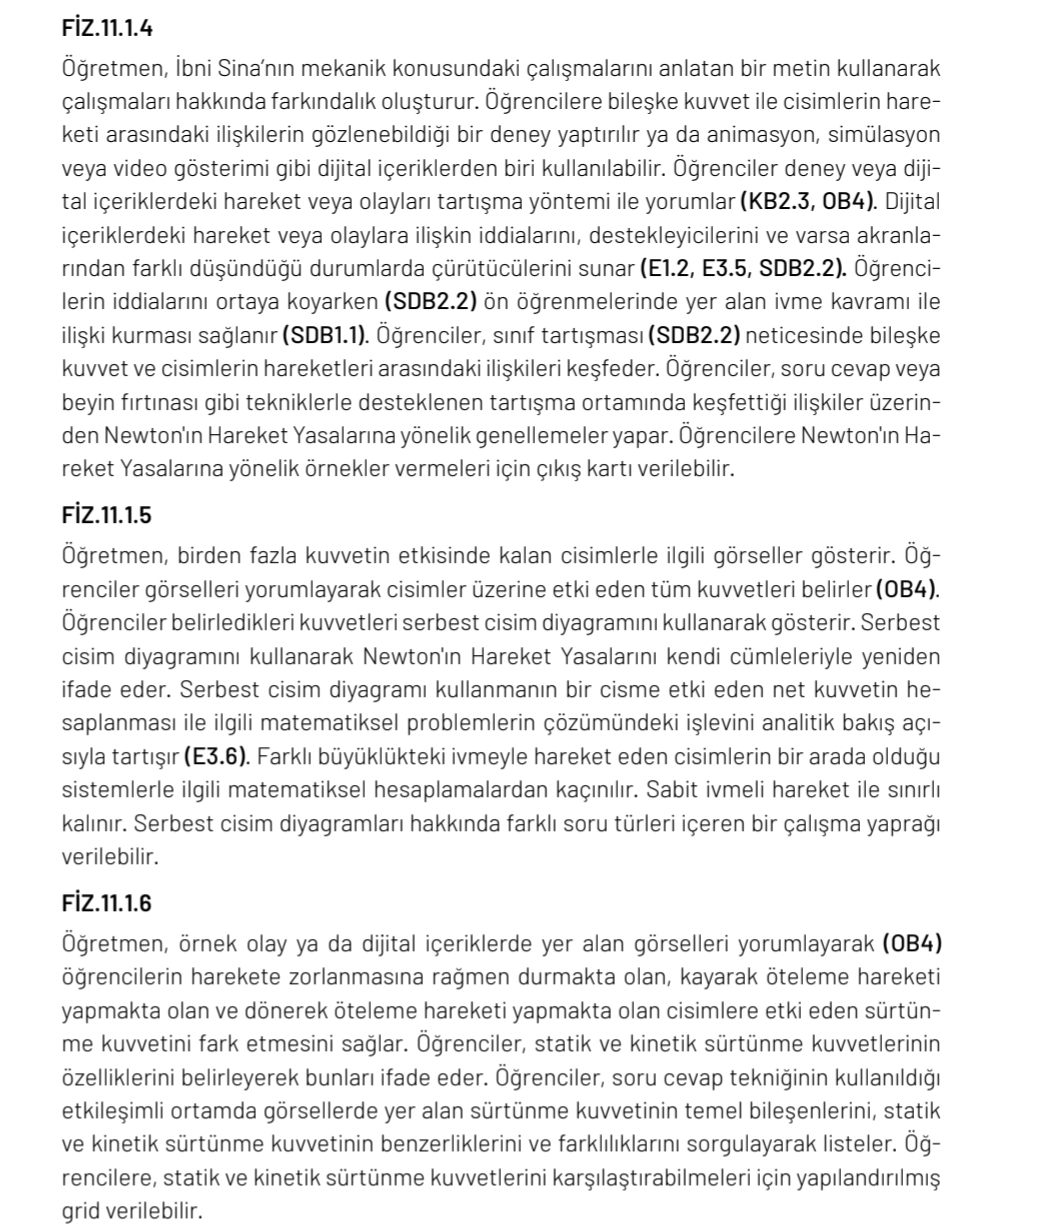 FİZ.11.1.4
Öğretmen, İbni Sina'nın mekanik konusundaki çalışmalarını anlatan bir metin kullanarak
çalışmaları hakkında farkındalık oluşturur. Öğrencilere bileşke kuvvet ile cisimlerin hare-
keti arasındaki ilişkilerin gözlenebildiği bir deney yaptırılır ya da animasyon, simülasyon
veya video gösterimi gibi dijital içeriklerden biri kullanılabilir. Öğrenciler deney veya diji-
tal içeriklerdeki hareket veya olayları tartışma yöntemi ile yorumlar (KB2.3, OB4). Dijital
içeriklerdeki hareket veya olaylara ilişkin iddialarını, destekleyicilerini ve varsa akranla-
rından farklı düşündüğü durumlarda çürütücülerini sunar (E1.2, E3.5, SDB2.2). Öğrenci-
lerin iddialarını ortaya koyarken (SDB2.2) ön öğrenmelerinde yer alan ivme kavramı ile
ilişki kurması sağlanır (SDB1.1). Öğrenciler, sınıf tartışması (SDB2.2) neticesinde bileşke
kuvvet ve cisimlerin hareketleri arasındaki ilişkileri keşfeder. Öğrenciler, soru cevap veya
beyin fırtınası gibi tekniklerle desteklenen tartışma ortamında keşfettiği ilişkiler üzerin-
den Newton'ın Hareket Yasalarına yönelik genellemeler yapar. Öğrencilere Newton'ın Ha-
reket Yasalarına yönelik örnekler vermeleri için çıkış kartı verilebilir.
FİZ.11.1.5
Öğretmen, birden fazla kuvvetin etkisinde kalan cisimlerle ilgili görseller gösterir. Öğ-
renciler görselleri yorumlayarak cisimler üzerine etki eden tüm kuvvetleri belirler (OB4).
Öğrenciler belirledikleri kuvvetleri serbest cisim diyagramını kullanarak gösterir. Serbest
cisim diyagramını kullanarak Newton'ın Hareket Yasalarını kendi cümleleriyle yeniden
ifade eder. Serbest cisim diyagramı kullanmanın bir cisme etki eden net kuvvetin he-
saplanması ile ilgili matematiksel problemlerin çözümündeki işlevini analitik bakış açı-
sıyla tartışır (E3.6). Farklı büyüklükteki ivmeyle hareket eden cisimlerin bir arada olduğu
sistemlerle ilgili matematiksel hesaplamalardan kaçınılır. Sabit ivmeli hareket ile sınırlı
kalınır. Serbest cisim diyagramları hakkında farklı soru türleri içeren bir çalışma yaprağı
verilebilir.
FİZ.11.1.6
Öğretmen, örnek olay ya da dijital içeriklerde yer alan görselleri yorumlayarak (OB4)
öğrencilerin harekete zorlanmasına rağmen durmakta olan, kayarak öteleme hareketi
yapmakta olan ve dönerek öteleme hareketi yapmakta olan cisimlere etki eden sürtün-
me kuvvetini fark etmesini sağlar. Öğrenciler, statik ve kinetik sürtünme kuvvetlerinin
özelliklerini belirleyerek bunları ifade eder. Öğrenciler, soru cevap tekniğinin kullanıldığı
etkileşimli ortamda görsellerde yer alan sürtünme kuvvetinin temel bileşenlerini, statik
ve kinetik sürtünme kuvvetinin benzerliklerini ve farklılıklarını sorgulayarak listeler. Öğ-
rencilere, statik ve kinetik sürtünme kuvvetlerini karşılaştırabilmeleri için yapılandırılmış
grid verilebilir.